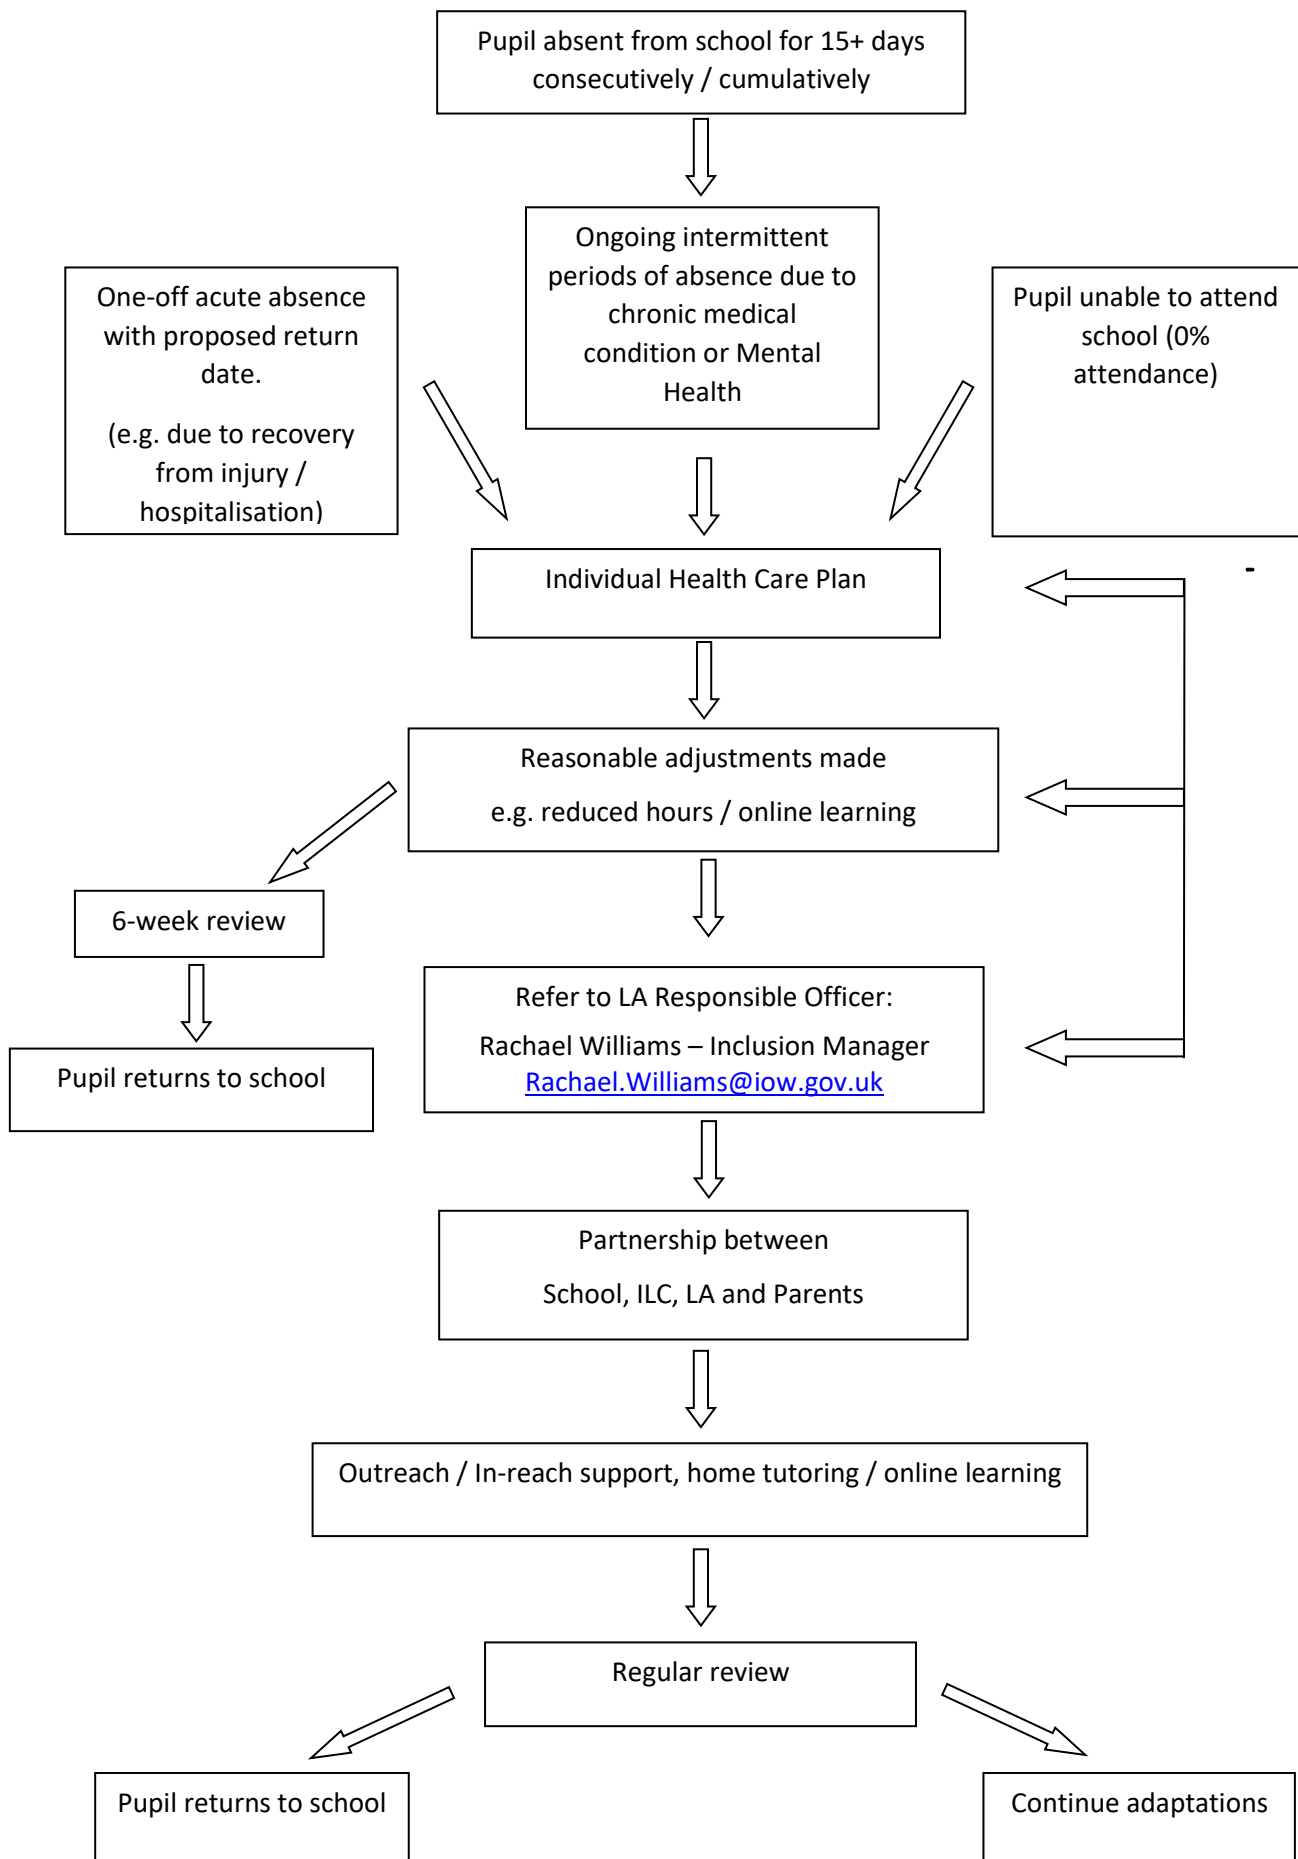 Pupil absent from school for 15+ days
consecutively / cumulatively
One-off acute absence
with proposed return
date.
(e.g. due to recovery
from injury /
hospitalisation)
Ongoing intermittent
periods of absence due to
chronic medical
condition or Mental
Health
Pupil unable to attend
school (0%
attendance)
-
Individual Health Care Plan
Reasonable adjustments made
e.g. reduced hours / online learning
6-week review
Pupil returns to school
Refer to LA Responsible Officer:
Rachael Williams – Inclusion Manager
Rachael.Williams@iow.gov.uk
Partnership between
School, ILC, LA and Parents
Outreach / In-reach support, home tutoring / online learning
Regular review
Pupil returns to school
Continue adaptations